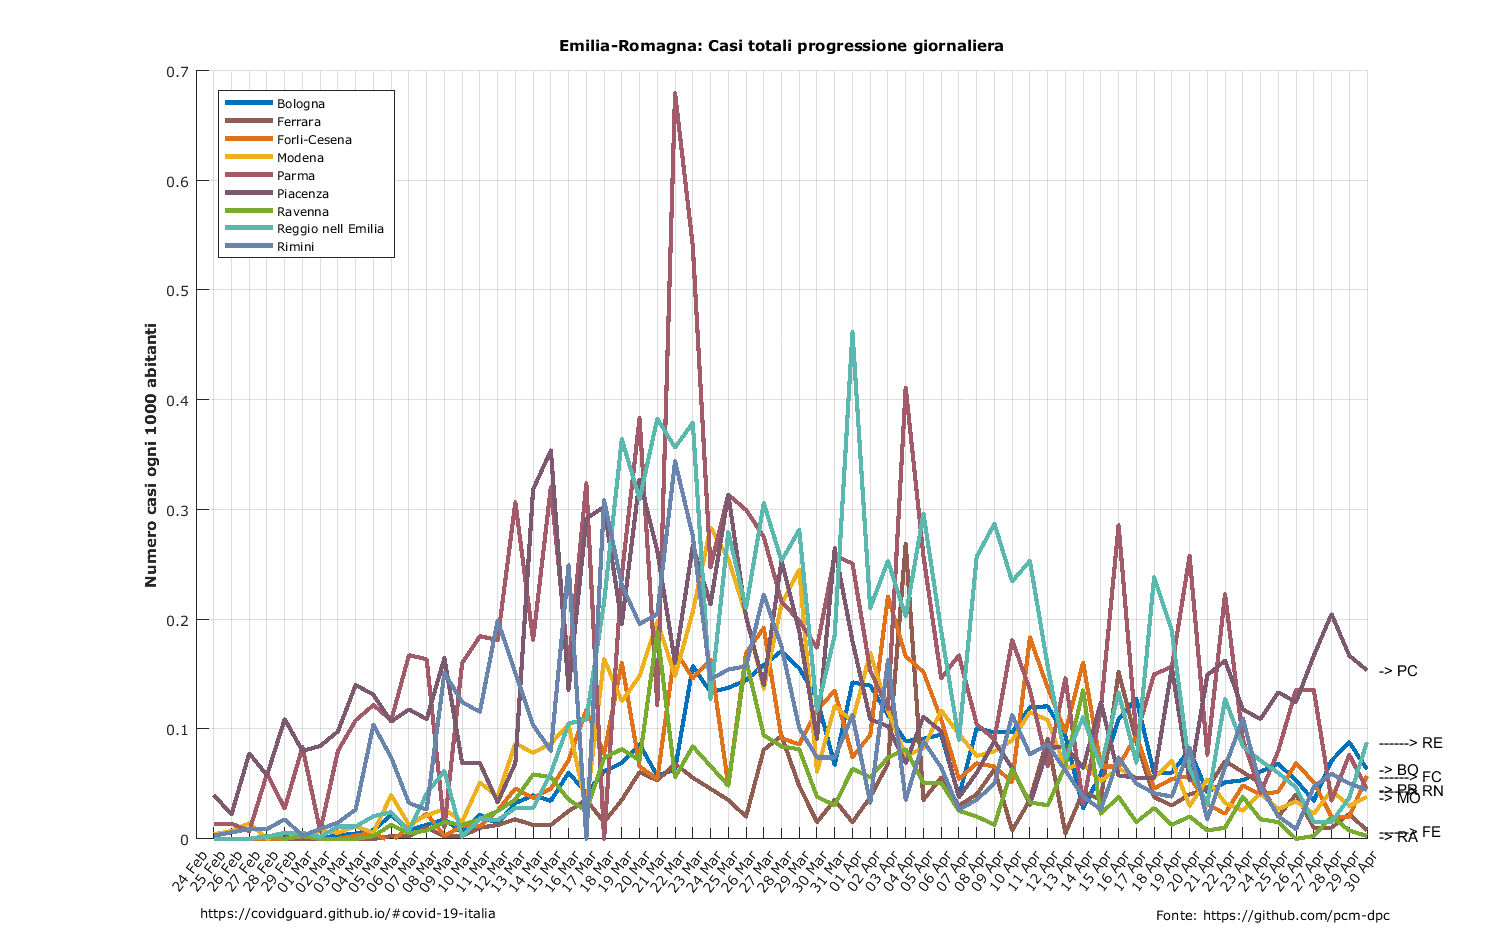 Emilia-Romagna: Casi totali progressione giornaliera
Numero casi ogni 1000 abitanti
0.7
0.6
0.5
0.4
0.3
0.2
0.1
0
Bologna
Ferrara
Forli-Cesena
Modena
Parma
Piacenza
Ravenna
Reggio nell Emilia
Rimini
-> PC
------> RE
-> BO
------> FC
-> PR
------> RN
-> MO
------> FE
-> RA
24 Feb
25 Feb
26 Feb
27 Feb
28 Feb
29 Feb
01 Mar
02 Mar
03 Mar
04 Mar
05 Mar
06 Mar
07 Mar
08 Mar
09 Mar
10 Mar
11 Mar
12 Mar
13 Mar
14 Mar
15 Mar
16 Mar
17 Mar
18 Mar
19 Mar
20 Mar
21 Mar
22 Mar
23 Mar
24 Mar
25 Mar
26 Mar
27 Mar
28 Mar
29 Mar
30 Mar
31 Mar
01 Apr
02 Apr
03 Apr
04 Apr
05 Apr
06 Apr
07 Apr
08 Apr
09 Apr
10 Apr
11 Apr
12 Apr
13 Apr
14 Apr
15 Apr
16 Apr
17 Apr
18 Apr
19 Apr
20 Apr
21 Apr
22 Apr
23 Apr
24 Apr
25 Apr
26 Apr
27 Apr
28 Apr
29 Apr
30 Apr
https://covidguard.github.io/#covid-19-italia
Fonte: https://github.com/pcm-dpc